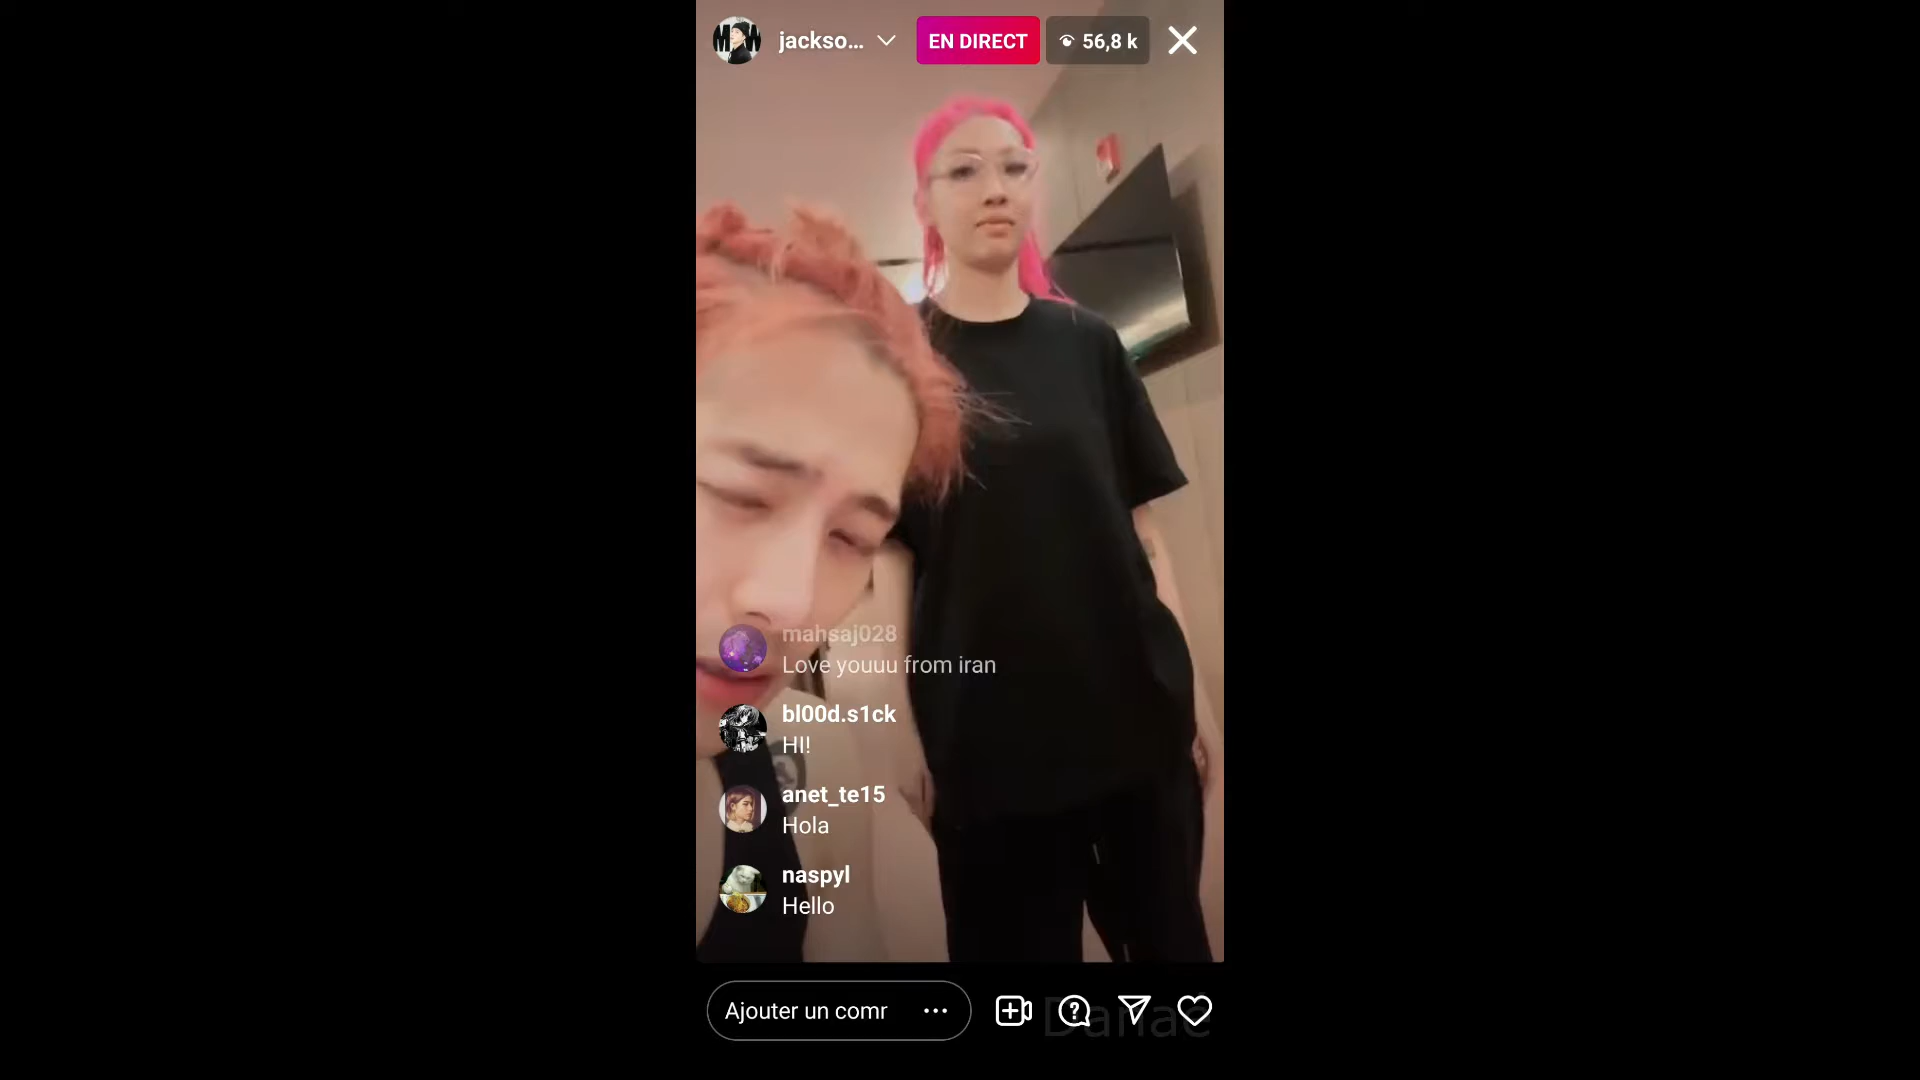 jackso...
EN DIRECT
56,8 k
mahsaj028
Love youuu from iran
bl00d.s1ck
HI!
anet_te15
Hola
naspyl
Hello
Ajouter un comr
Danaé